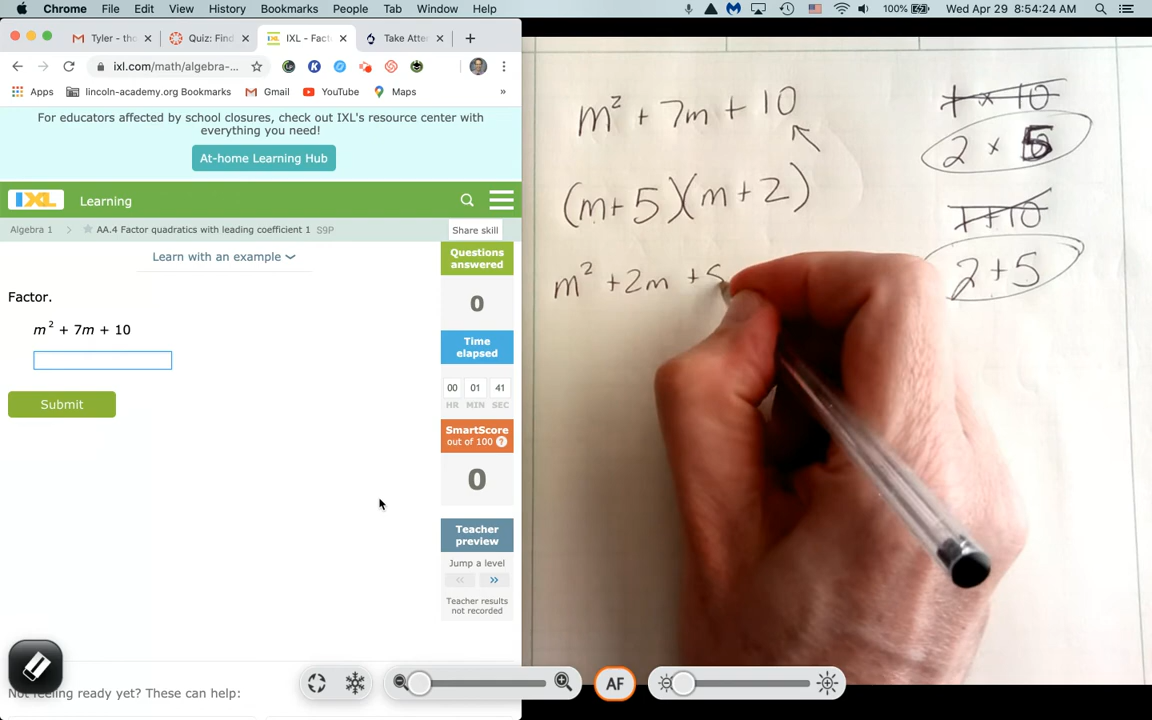 Chrome File Edit View History Bookmarks People Tab Window Help 100% Wed Apr 29 8:54:24 AM
Tyler - tho Quiz: Find IXL - Fact Take Atte
ixl.com/math/algebra-...
Apps lincoln-academy.org Bookmarks Gmail YouTube Maps »
For educators affected by school closures, check out IXL's resource center with
everything you need!
At-home Learning Hub
IXL Learning
Algebra 1 AA.4 Factor quadratics with leading coefficient 1 S9P
Share skill
Learn with an example
Questions
answered
0
Factor.
m² + 7m + 10
Submit
Time
elapsed
00 01 41
HR MIN SEC
SmartScore
out of 100 ?
0
Teacher
preview
Jump a level
Teacher results
not recorded
Not feeling ready yet? These can help:
m² + 7m + 10
(m+5)(m+2)
m² +2m +5
1 × 10
2 × 5
1+10
2+5
AF